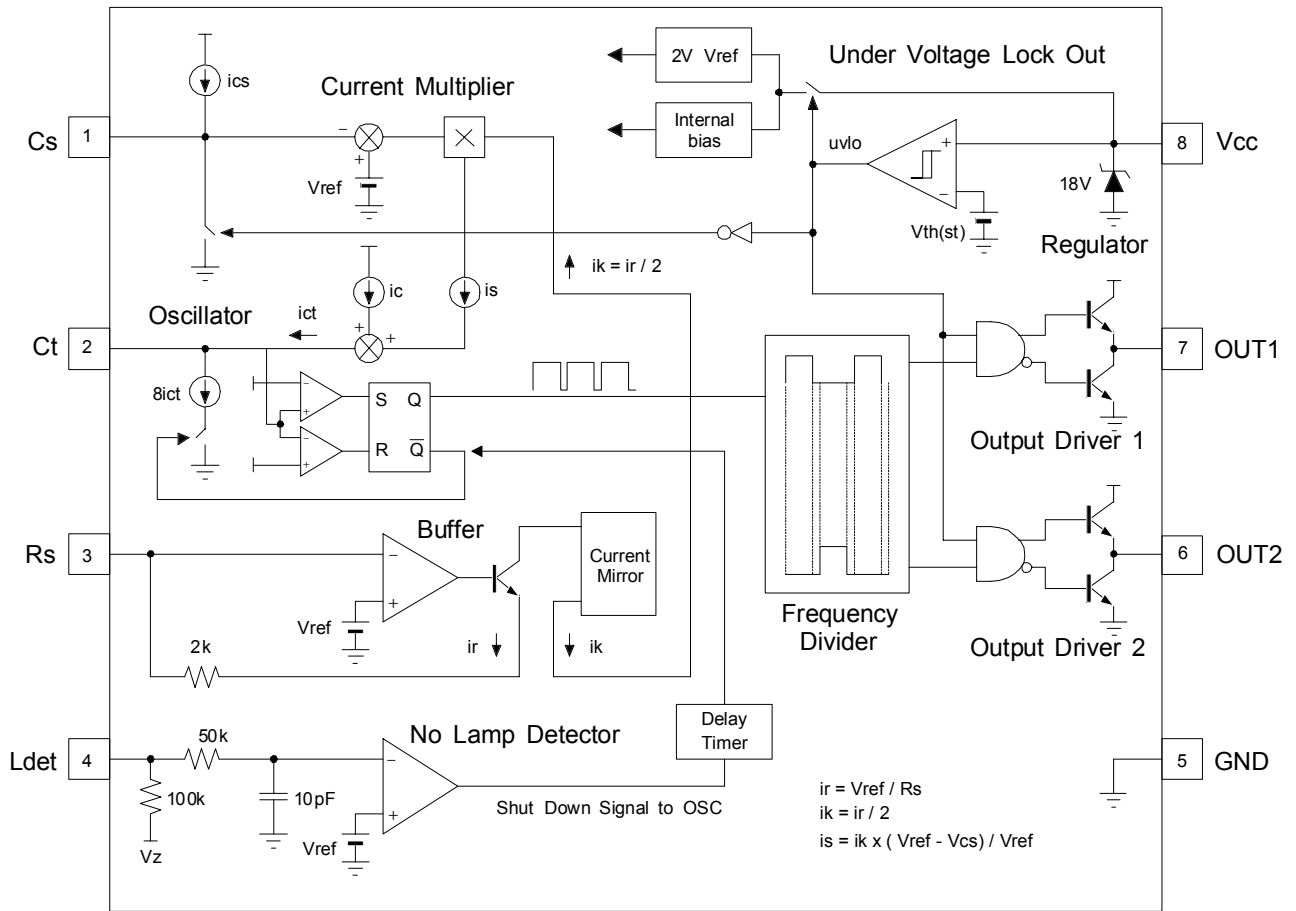 2V Vref
Under Voltage Lock Out
ics
Current Multiplier
Internal
bias
Cs
1
−
+
Vref
uvlo
+
−
8
Vcc
18V
Vth(st)
Regulator
ik = ir / 2
ic
is
Oscillator
ict
+
+
Ct
2
7
OUT1
8ict
−
+
−
+
S
Q
R
Q̅
Output Driver 1
Buffer
Rs
3
−
+
Vref
Current
Mirror
6
OUT2
Frequency
Divider
Output Driver 2
2k
ir
ik
Delay
Timer
No Lamp Detector
Ldet
4
50k
−
+
100k
10pF
Vz
Vref
Shut Down Signal to OSC
5
GND
ir = Vref / Rs
ik = ir / 2
is = ik x ( Vref - Vcs) / Vref